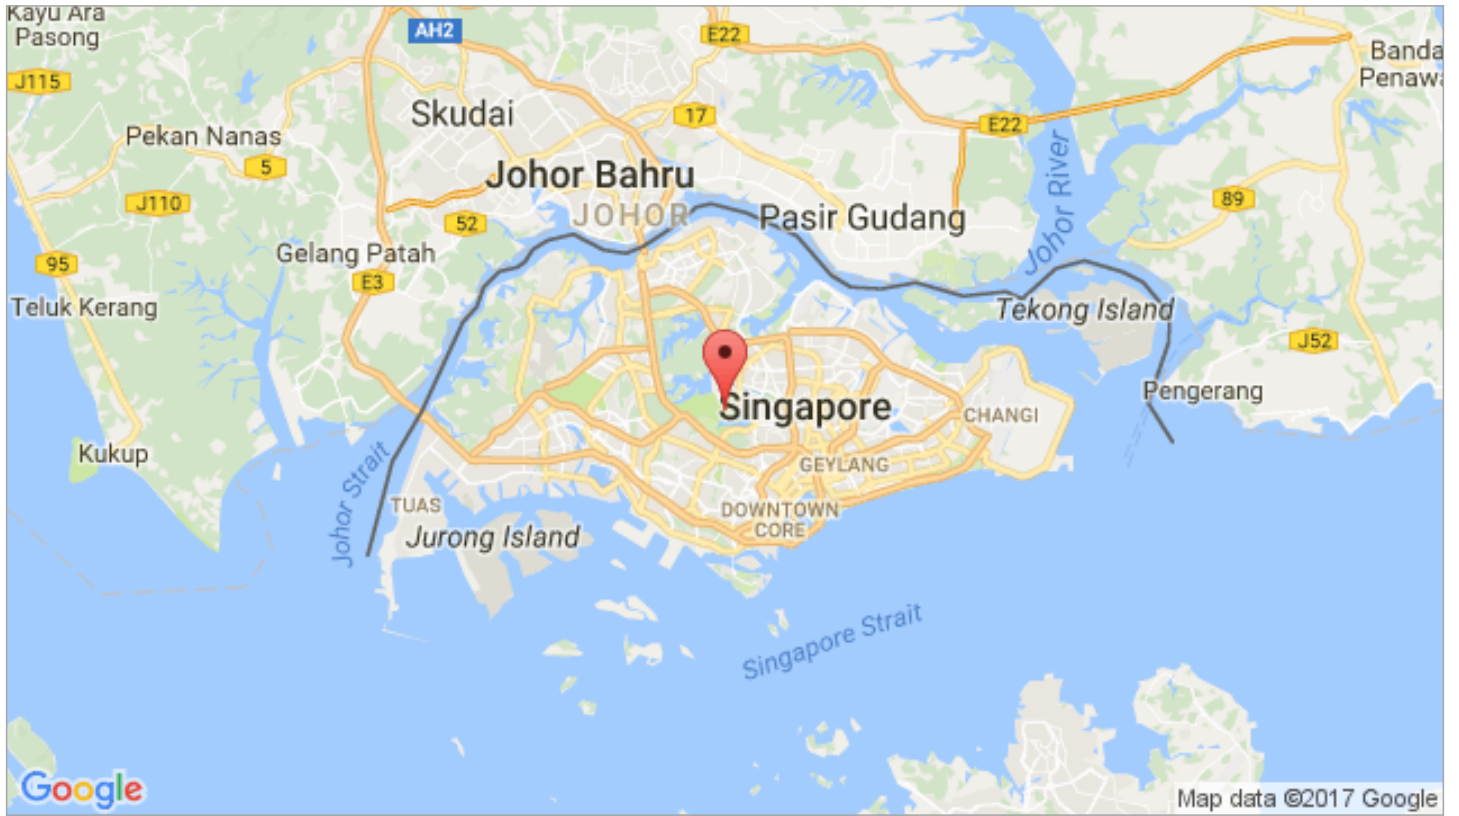 Kayu Ara
Pasong
AH2
E22
Banda
Penawa
J115
Skudai
17
E22
Pekan Nanas
5
Johor Bahru
J110
JOHOR
52
Pasir Gudang
Johor River
89
Gelang Patah
95
E3
Teluk Kerang
Tekong Island
J52
Pengerang
Singapore
CHANGI
Kukup
GEYLANG
Johor Strait
TUAS
DOWNTOWN
CORE
Jurong Island
Singapore Strait
Google
Map data ©2017 Google